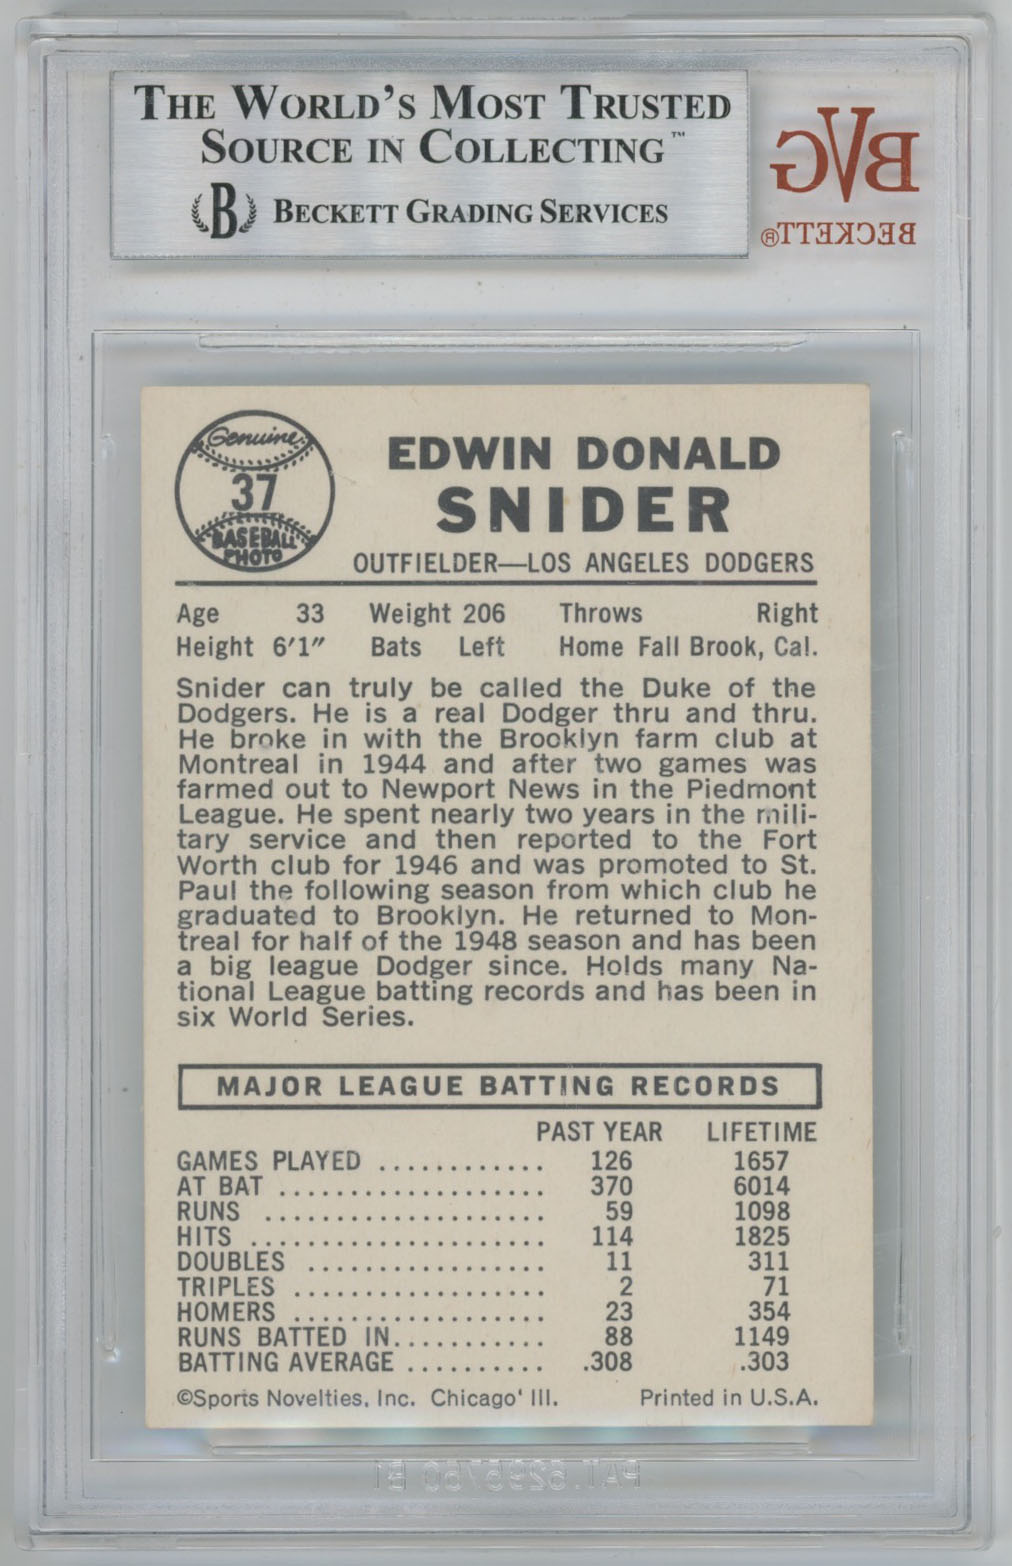 THE WORLD'S MOST TRUSTED
SOURCE IN COLLECTING™
B BECKETT GRADING SERVICES
BVG
BECKETT®
Genuine
37
BASEBALL
PHOTO
EDWIN DONALD
SNIDER
OUTFIELDER—LOS ANGELES DODGERS
Age 33 Weight 206 Throws Right
Height 6'1" Bats Left Home Fall Brook, Cal.
Snider can truly be called the Duke of the
Dodgers. He is a real Dodger thru and thru.
He broke in with the Brooklyn farm club at
Montreal in 1944 and after two games was
farmed out to Newport News in the Piedmont
League. He spent nearly two years in the mili-
tary service and then reported to the Fort
Worth club for 1946 and was promoted to St.
Paul the following season from which club he
graduated to Brooklyn. He returned to Mon-
treal for half of the 1948 season and has been
a big league Dodger since. Holds many Na-
tional League batting records and has been in
six World Series.
MAJOR LEAGUE BATTING RECORDS
PAST YEAR LIFETIME
GAMES PLAYED ............ 126 1657
AT BAT .................... 370 6014
RUNS ..................... 59 1098
HITS ...................... 114 1825
DOUBLES ................. 11 311
TRIPLES .................. 2 71
HOMERS .................. 23 354
RUNS BATTED IN........... 88 1149
BATTING AVERAGE .......... .308 .303
©Sports Novelties, Inc. Chicago' Ill. Printed in U.S.A.